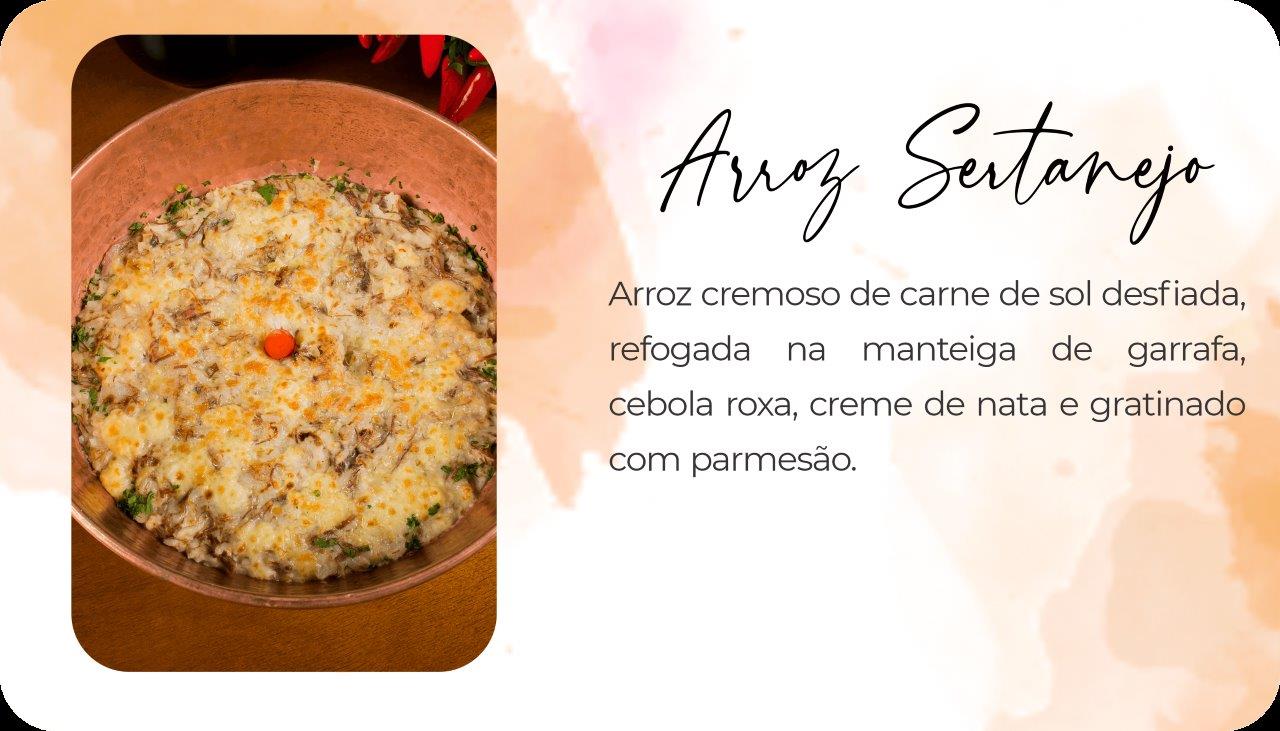 Arroz Sertanejo
Arroz cremoso de carne de sol desfiada,
refogada na manteiga de garrafa,
cebola roxa, creme de nata e gratinado
com parmesão.